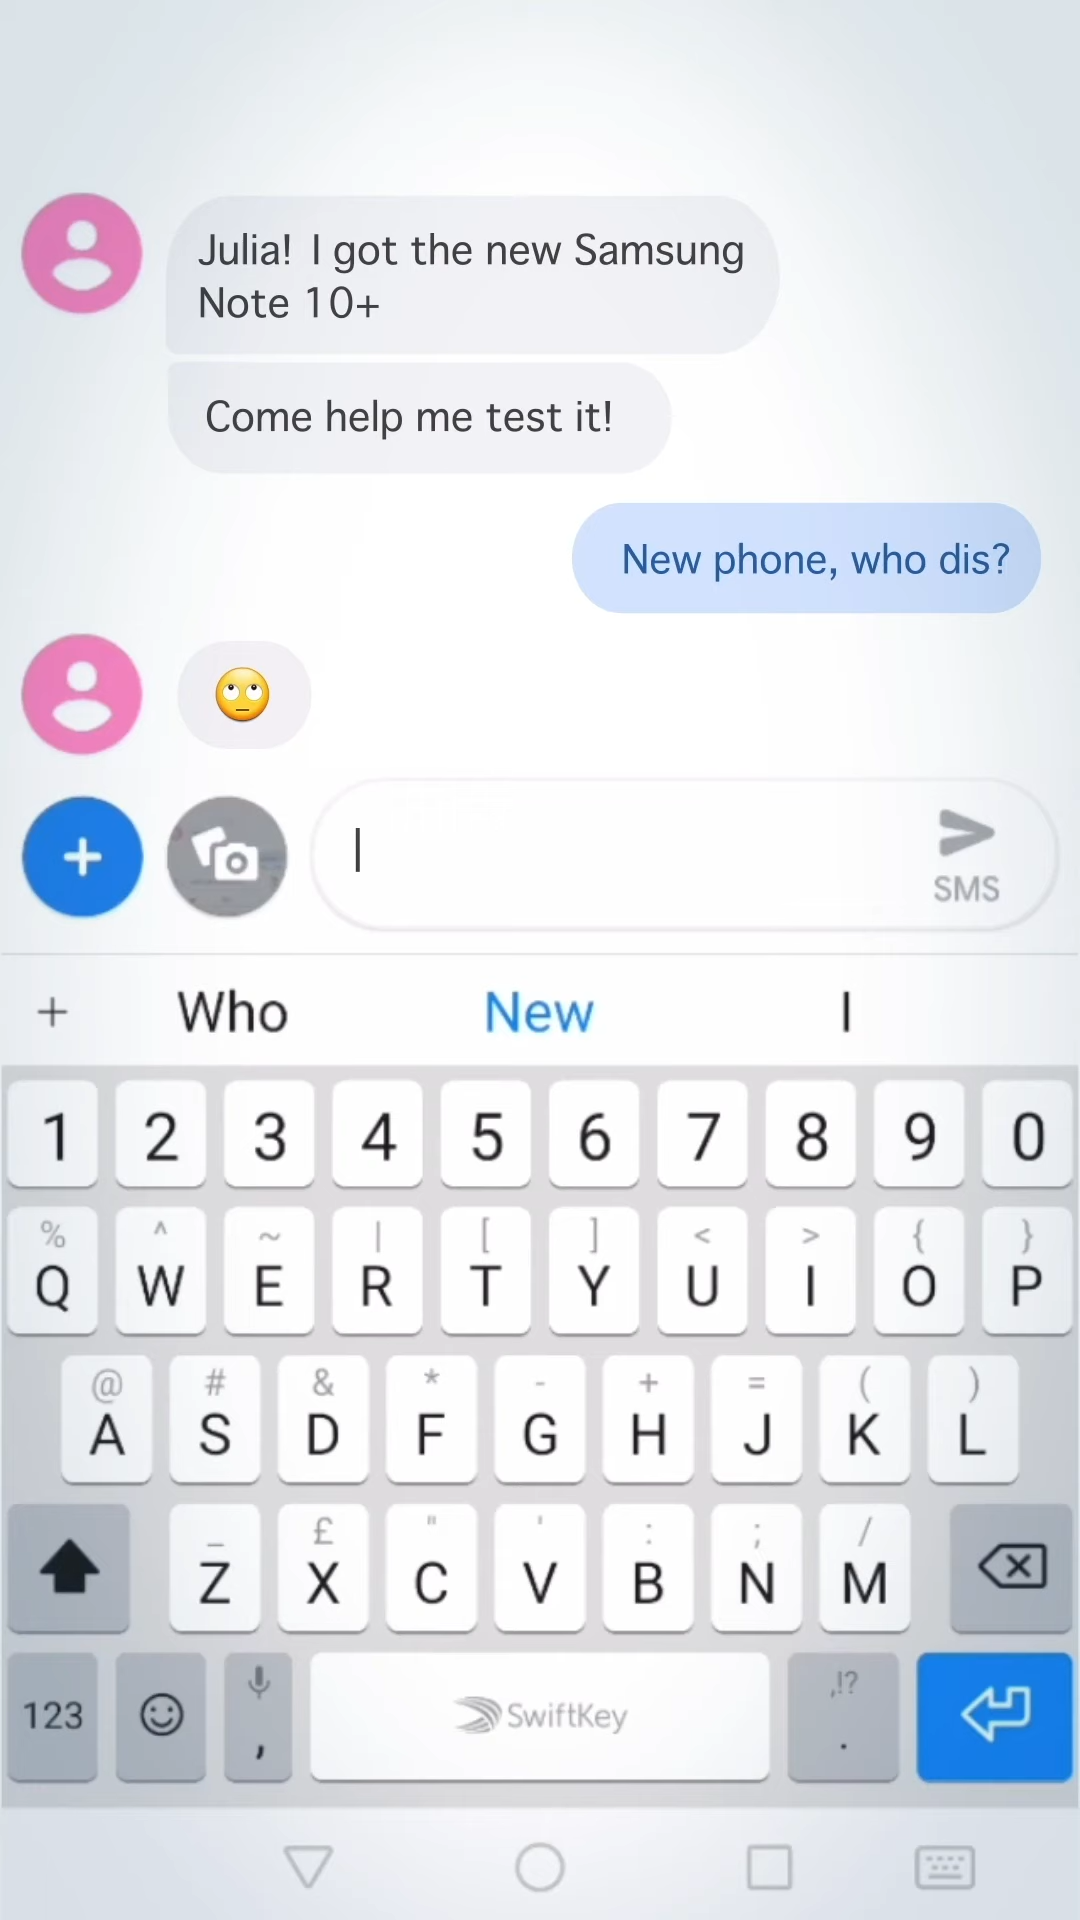 Julia! I got the new Samsung
Note 10+
Come help me test it!
New phone, who dis?
🙄
SMS
+ Who New I
1 2 3 4 5 6 7 8 9 0
% ^ ~ | [ ] < > { }
Q W E R T Y U I O P
@ # & * - + = ( )
A S D F G H J K L
_ £ " ' : ; /
Z X C V B N M
123 , SwiftKey ,!? .